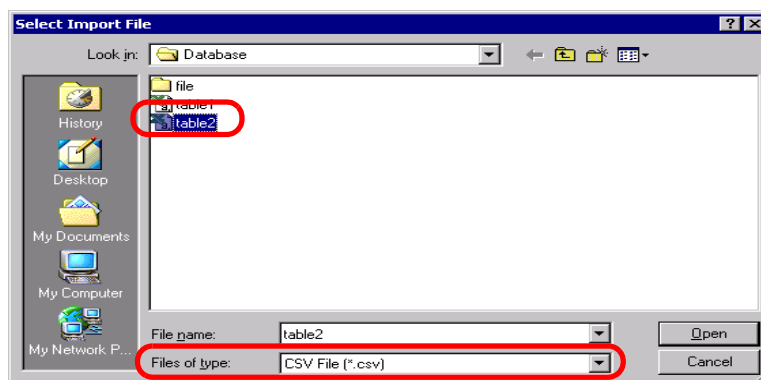 Select Import File
Look in: Database
file
table1
table2
History
Desktop
My Documents
My Computer
My Network P...
File name: table2
Open
Files of type: CSV File (*.csv)
Cancel